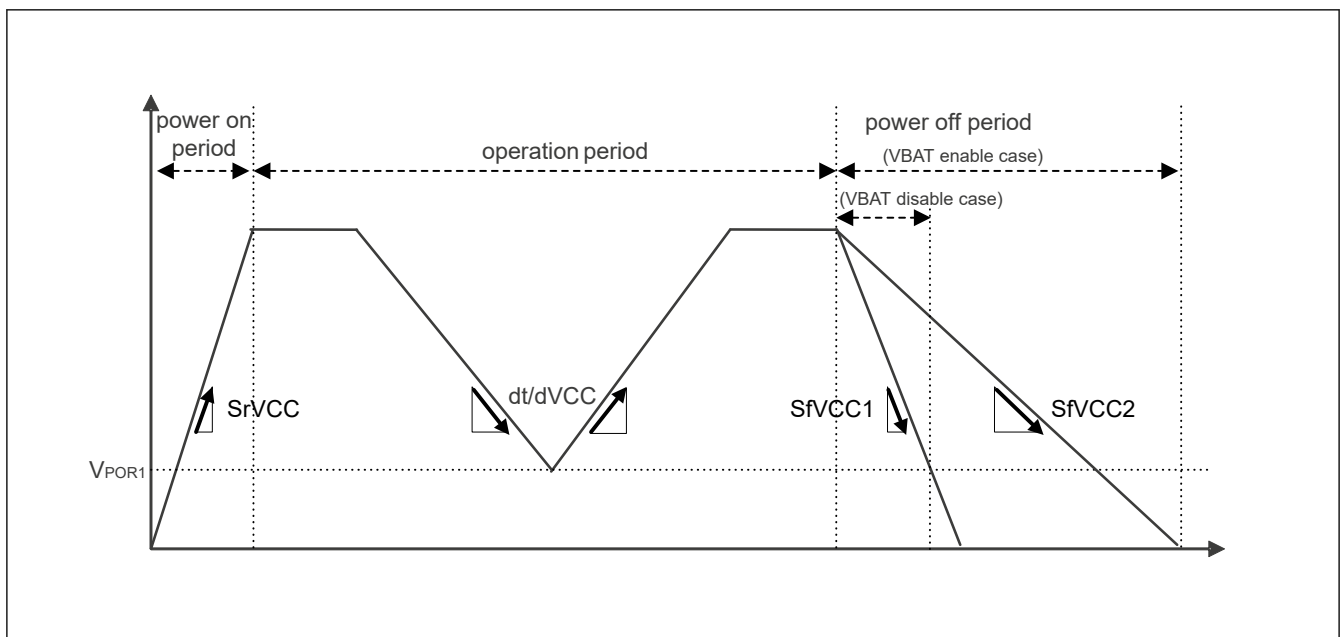 power on
period
operation period
power off period
(VBAT enable case)
(VBAT disable case)
SrVCC
dt/dVCC
SfVCC1
SfVCC2
VPOR1